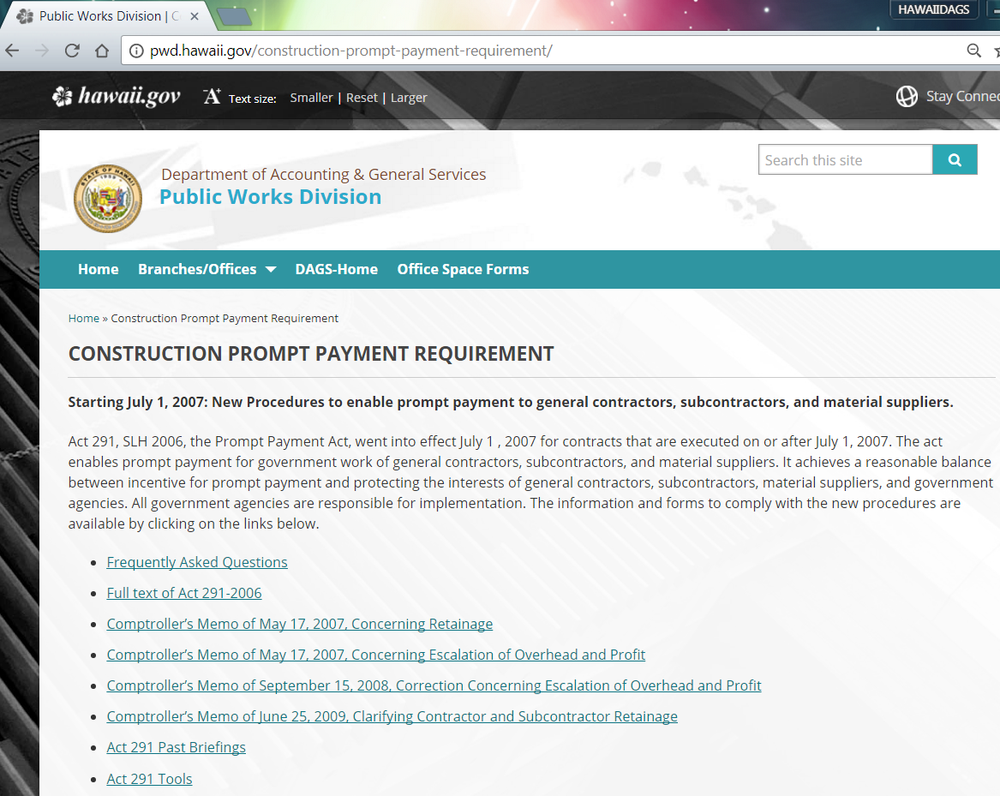 Public Works Division | C
HAWAIIDAGS
pwd.hawaii.gov/construction-prompt-payment-requirement/
hawaii.gov
A+ Text size: Smaller | Reset | Larger
Stay Connec
Search this site
STATE OF HAWAII
1959
Department of Accounting & General Services
Public Works Division
Home Branches/Offices DAGS-Home Office Space Forms
Home » Construction Prompt Payment Requirement
CONSTRUCTION PROMPT PAYMENT REQUIREMENT
Starting July 1, 2007: New Procedures to enable prompt payment to general contractors, subcontractors, and material suppliers.
Act 291, SLH 2006, the Prompt Payment Act, went into effect July 1 , 2007 for contracts that are executed on or after July 1, 2007. The act
enables prompt payment for government work of general contractors, subcontractors, and material suppliers. It achieves a reasonable balance
between incentive for prompt payment and protecting the interests of general contractors, subcontractors, material suppliers, and government
agencies. All government agencies are responsible for implementation. The information and forms to comply with the new procedures are
available by clicking on the links below.
• Frequently Asked Questions
• Full text of Act 291-2006
• Comptroller’s Memo of May 17, 2007, Concerning Retainage
• Comptroller’s Memo of May 17, 2007, Concerning Escalation of Overhead and Profit
• Comptroller’s Memo of September 15, 2008, Correction Concerning Escalation of Overhead and Profit
• Comptroller’s Memo of June 25, 2009, Clarifying Contractor and Subcontractor Retainage
• Act 291 Past Briefings
• Act 291 Tools